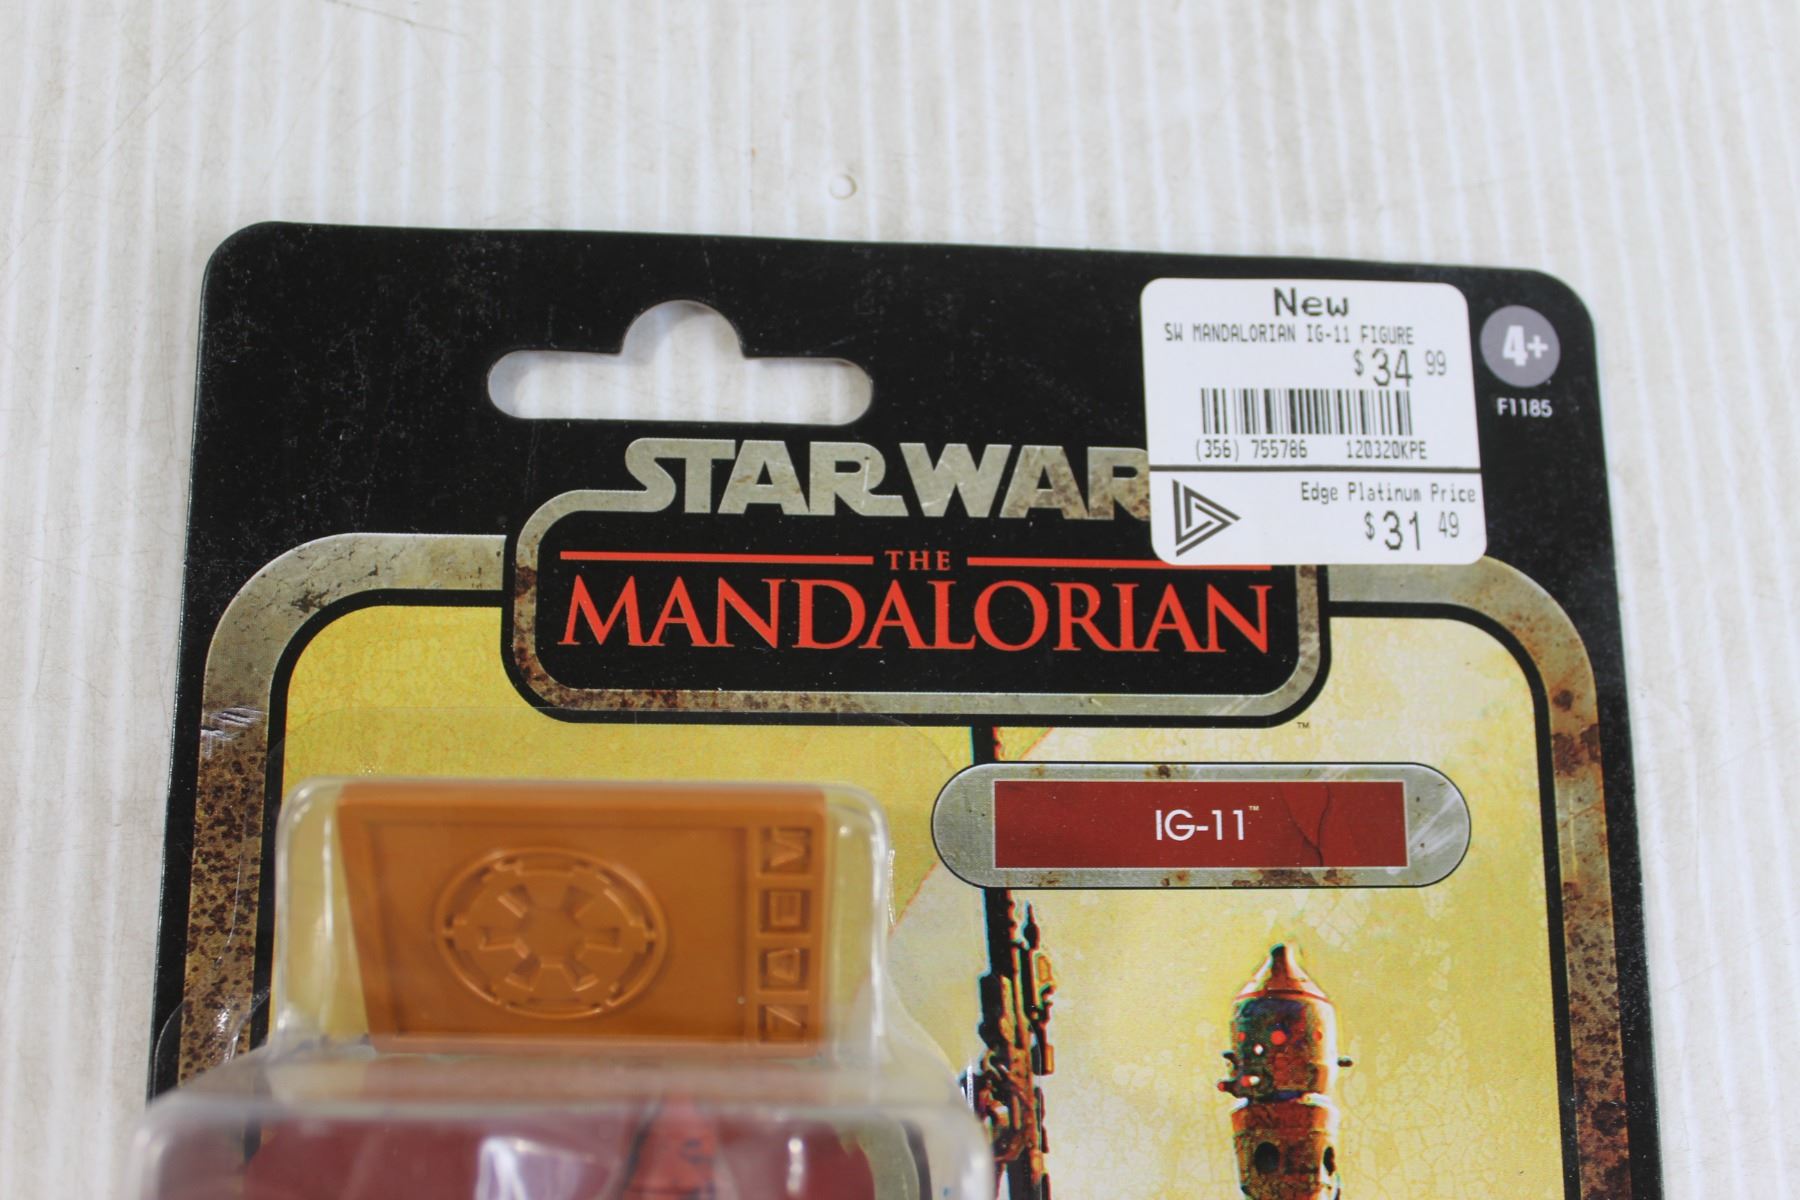 New
SW MANDALORIAN IG-11 FIGURE
$34 99
(356) 755786 120320KPE
Edge Platinum Price
$31 49
4+
F1185
STAR WAR
THE
MANDALORIAN
™
IG-11™